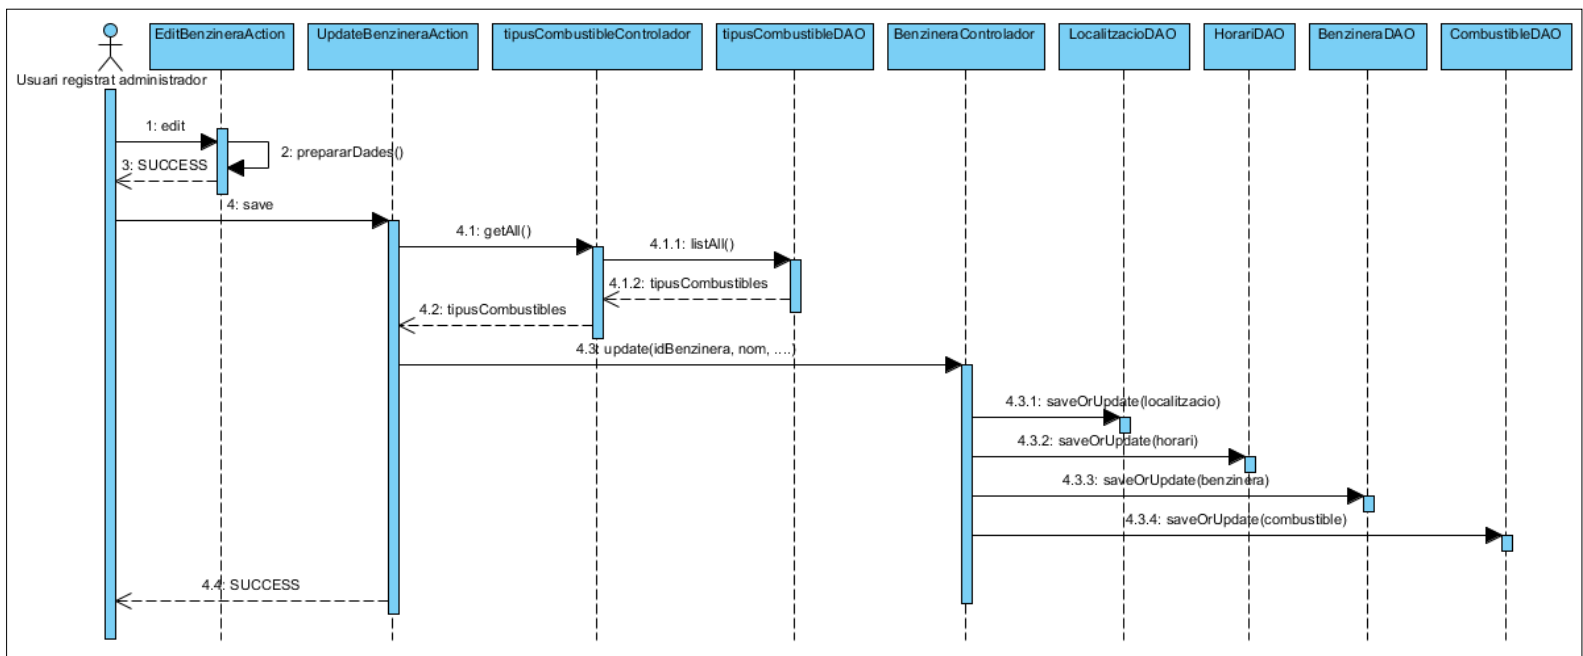 EditBenzineraAction
UpdateBenzineraAction
tipusCombustibleControlador
tipusCombustibleDAO
BenzineraControlador
LocalitzacioDAO
HorariDAO
BenzineraDAO
CombustibleDAO
Usuari registrat administrador
1: edit
2: prepararDades()
3: SUCCESS
4: save
4.1: getAll()
4.1.1: listAll()
4.1.2: tipusCombustibles
4.2: tipusCombustibles
4.3: update(idBenzinera, nom, ....)
4.3.1: saveOrUpdate(localitzacio)
4.3.2: saveOrUpdate(horari)
4.3.3: saveOrUpdate(benzinera)
4.3.4: saveOrUpdate(combustible)
4.4: SUCCESS